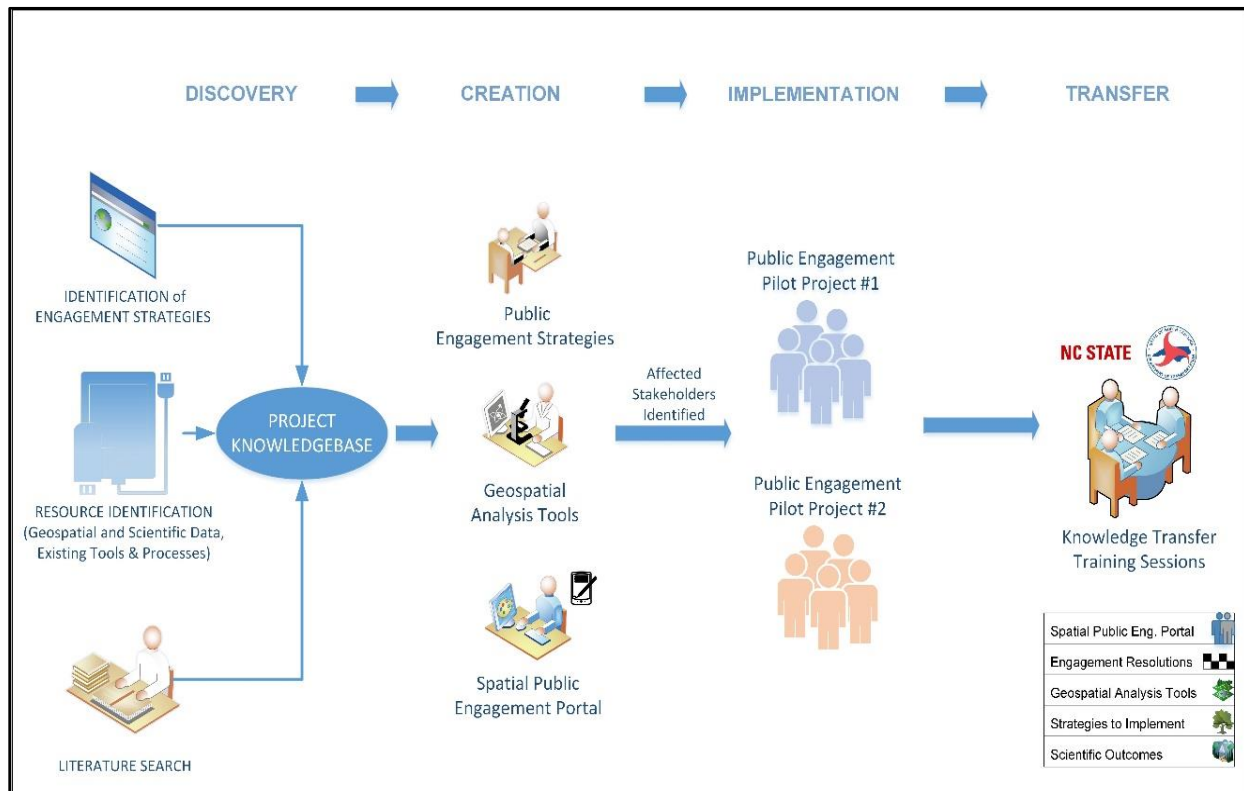 DISCOVERY
CREATION
IMPLEMENTATION
TRANSFER
IDENTIFICATION of
ENGAGEMENT STRATEGIES
RESOURCE IDENTIFICATION
(Geospatial and Scientific Data,
Existing Tools & Processes)
LITERATURE SEARCH
PROJECT
KNOWLEDGEBASE
Public
Engagement Strategies
Geospatial
Analysis Tools
Spatial Public
Engagement Portal
Affected
Stakeholders
Identified
Public Engagement
Pilot Project #1
Public Engagement
Pilot Project #2
NC STATE
Knowledge Transfer
Training Sessions
Spatial Public Eng. Portal
Engagement Resolutions
Geospatial Analysis Tools
Strategies to Implement
Scientific Outcomes